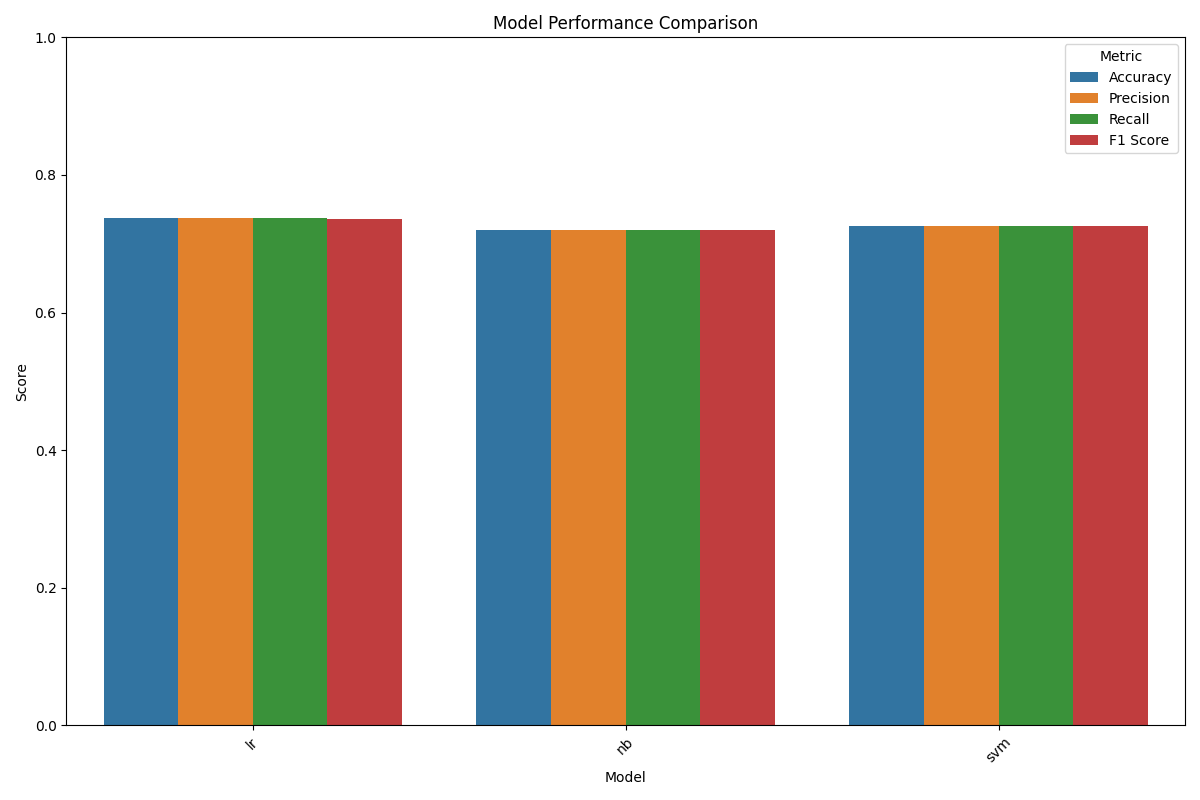 Model Performance Comparison
Metric
Accuracy
Precision
Recall
F1 Score
Score
1.0
0.8
0.6
0.4
0.2
0.0
lr
nb
svm
Model